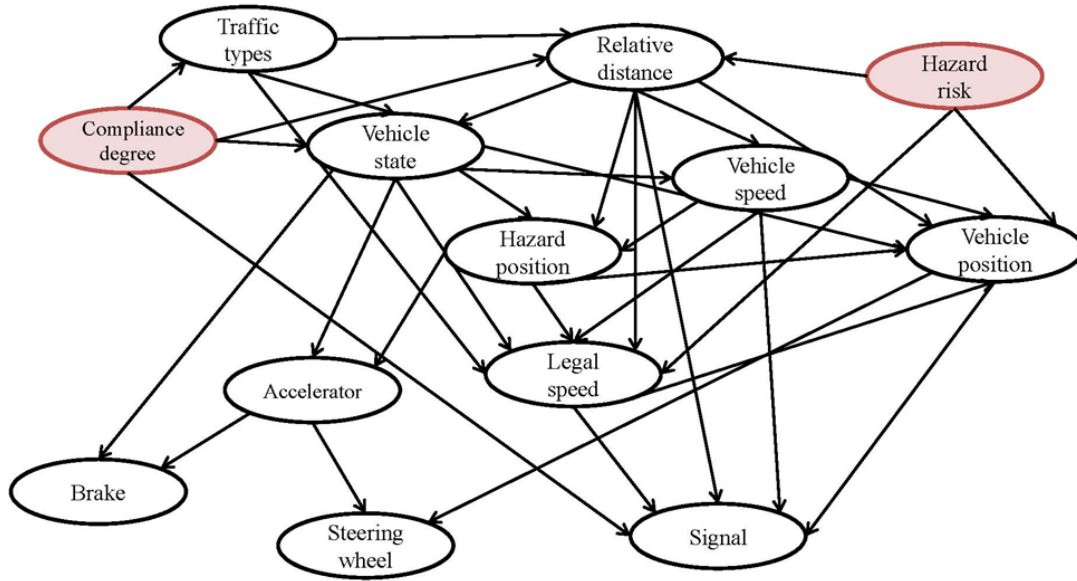 Traffic
types
Relative
distance
Hazard
risk
Compliance
degree
Vehicle
state
Vehicle
speed
Hazard
position
Vehicle
position
Legal
speed
Accelerator
Brake
Steering
wheel
Signal